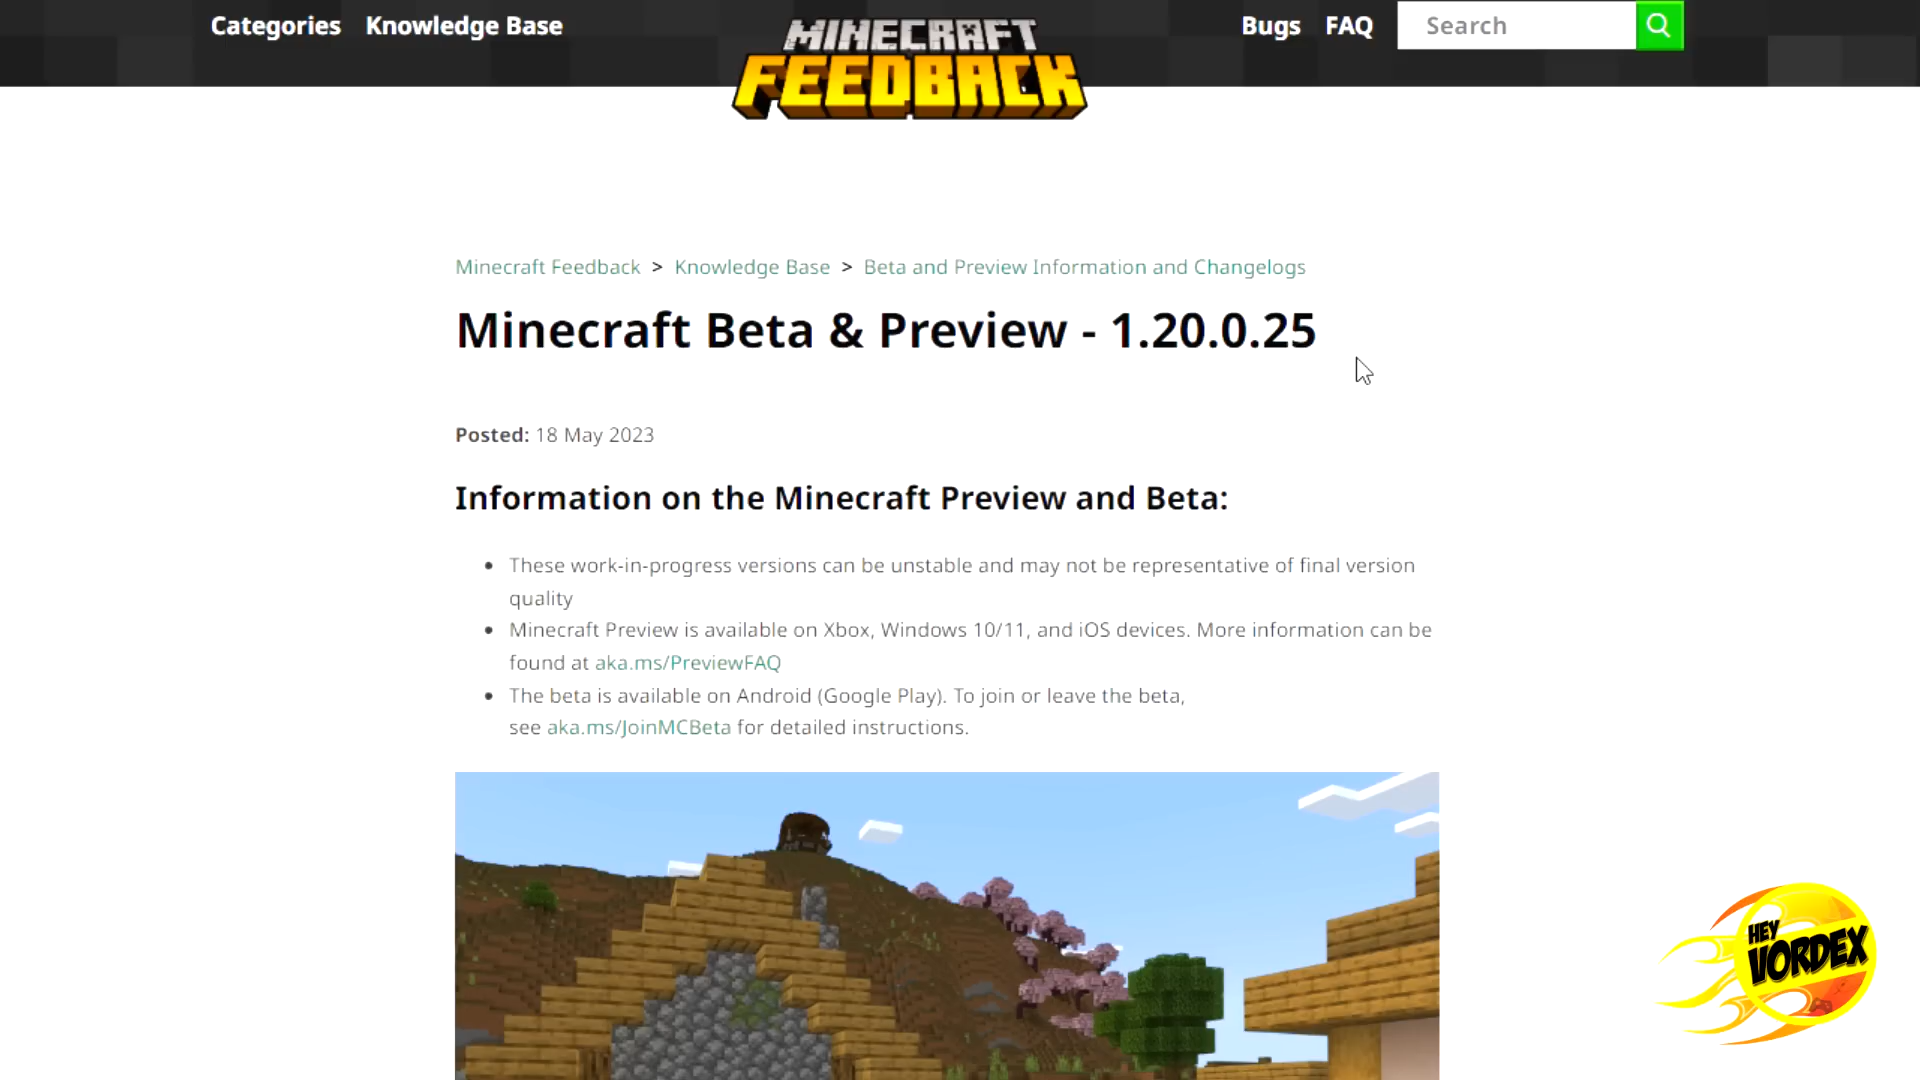 Categories Knowledge Base MINECRAFT FEEDBACK Bugs FAQ Search
Minecraft Feedback > Knowledge Base > Beta and Preview Information and Changelogs
Minecraft Beta & Preview - 1.20.0.25
Posted: 18 May 2023
Information on the Minecraft Preview and Beta:
• These work-in-progress versions can be unstable and may not be representative of final version
quality
• Minecraft Preview is available on Xbox, Windows 10/11, and iOS devices. More information can be
found at aka.ms/PreviewFAQ
• The beta is available on Android (Google Play). To join or leave the beta,
see aka.ms/JoinMCBeta for detailed instructions.
HEY
VORDEX